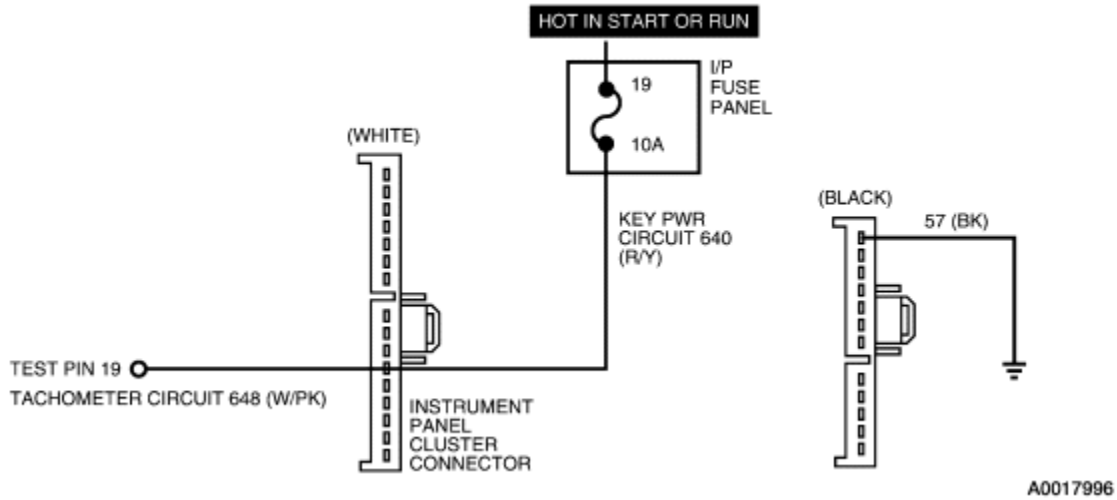 HOT IN START OR RUN
I/P
FUSE
PANEL
19
10A
(WHITE)
KEY PWR
CIRCUIT 640
(R/Y)
(BLACK)
57 (BK)
TEST PIN 19
TACHOMETER CIRCUIT 648 (W/PK)
INSTRUMENT
PANEL
CLUSTER
CONNECTOR
A0017996